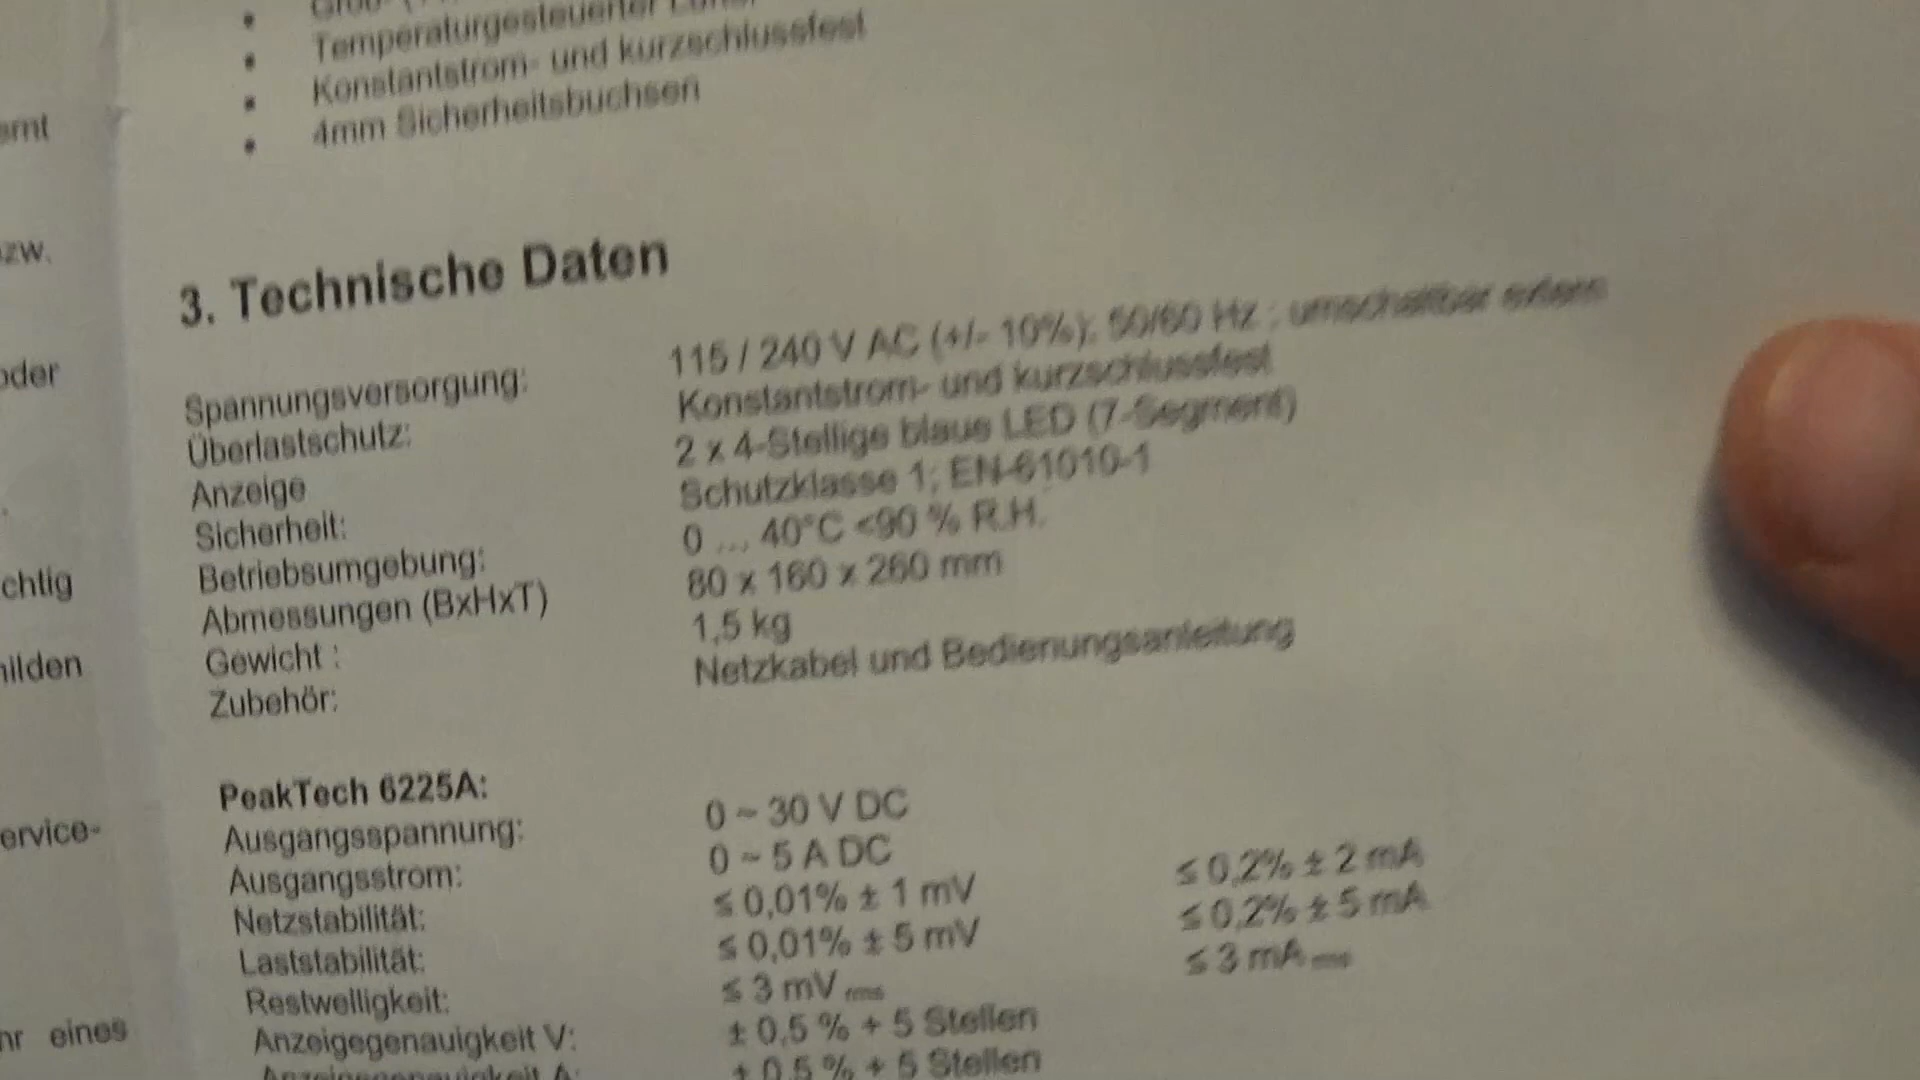 Temperaturgesteuerter
Konstantstrom- und kurzschlussfest
4mm Sicherheitsbuchsen
3. Technische Daten
Spannungsversorgung: 115 / 240 V AC (+/- 10%); 50/60 Hz ; umschaltbar
Überlastschutz: Konstantstrom- und kurzschlussfest
Anzeige 2 x 4-Stellige blaue LED (7-Segment)
Sicherheit: Schutzklasse 1; EN-61010-1
Betriebsumgebung: 0 ... 40°C <90 % R.H.
Abmessungen (BxHxT) 80 x 160 x 260 mm
Gewicht : 1,5 kg
Zubehör: Netzkabel und Bedienungsanleitung
PeakTech 6225A:
Ausgangsspannung: 0 ~ 30 V DC
Ausgangsstrom: 0 ~ 5 A DC
Netzstabilität: ≤ 0,01% ± 1 mV ≤ 0,2% ± 2 mA
Laststabilität: ≤ 0,01% ± 5 mV ≤ 0,2% ± 5 mA
Restwelligkeit: ≤ 3 mV rms ≤ 3 mA rms
Anzeigegenauigkeit V: ± 0,5 % + 5 Stellen
Anzeigegenauigkeit A: ± 0,5 % + 5 Stellen
zw.
oder
chtig
hilden
ervice-
hr eines